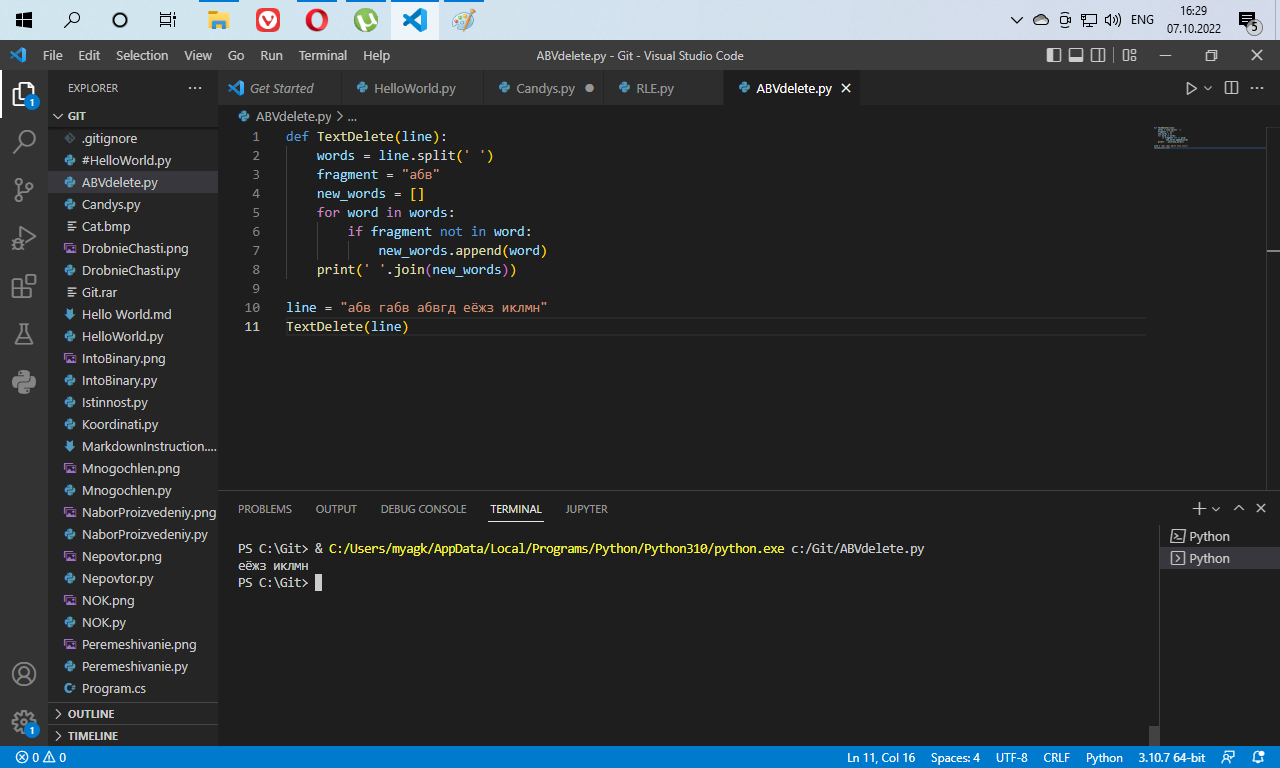 ENG
16:29
07.10.2022
5
File Edit Selection View Go Run Terminal Help
ABVdelete.py - Git - Visual Studio Code
EXPLORER
GIT
.gitignore
#HelloWorld.py
ABVdelete.py
Candys.py
Cat.bmp
DrobnieChasti.png
DrobnieChasti.py
Git.rar
Hello World.md
HelloWorld.py
IntoBinary.png
IntoBinary.py
Istinnost.py
Koordinati.py
MarkdownInstruction....
Mnogochlen.png
Mnogochlen.py
NaborProizvedeniy.png
NaborProizvedeniy.py
Nepovtor.png
Nepovtor.py
NOK.png
NOK.py
Peremeshivanie.png
Peremeshivanie.py
Program.cs
OUTLINE
TIMELINE
1
1
Get Started HelloWorld.py Candys.py RLE.py ABVdelete.py
ABVdelete.py > ...
1 def TextDelete(line):
2 words = line.split(' ')
3 fragment = "абв"
4 new_words = []
5 for word in words:
6 if fragment not in word:
7 new_words.append(word)
8 print(' '.join(new_words))
9
10 line = "абв габв абвгд еёжз иклмн"
11 TextDelete(line)
PROBLEMS OUTPUT DEBUG CONSOLE TERMINAL JUPYTER
PS C:\Git> & C:/Users/myagk/AppData/Local/Programs/Python/Python310/python.exe c:/Git/ABVdelete.py
еёжз иклмн
PS C:\Git>
Python
Python
0 0
Ln 11, Col 16 Spaces: 4 UTF-8 CRLF Python 3.10.7 64-bit